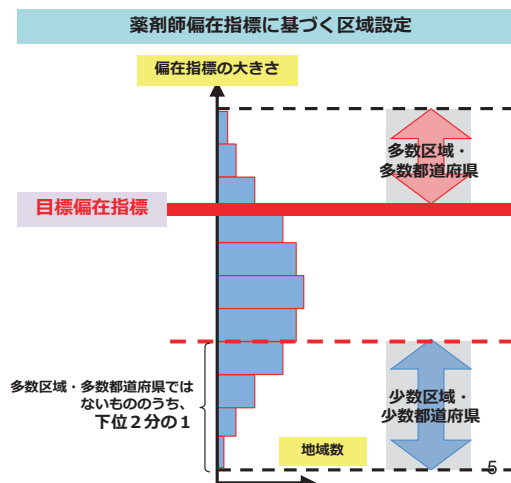 薬剤師偏在指標に基づく区域設定
偏在指標の大きさ
多数区域・
多数都道府県
目標偏在指標
多数区域・多数都道府県では
ないもののうち、
下位２分の１
少数区域・
少数都道府県
地域数
5